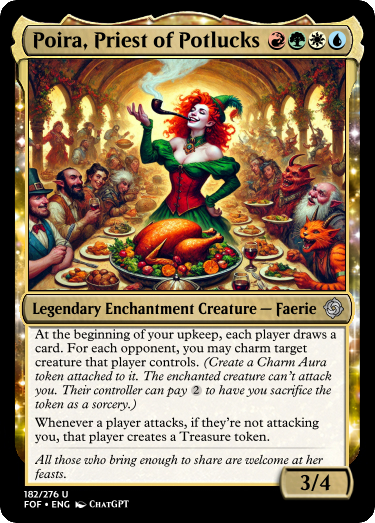 Poira, Priest of Potlucks
Legendary Enchantment Creature — Faerie
At the beginning of your upkeep, each player draws a
card. For each opponent, you may charm target
creature that player controls. (Create a Charm Aura
token attached to it. The enchanted creature can't attack
you. Their controller can pay 2 to have you sacrifice the
token as a sorcery.)
Whenever a player attacks, if they're not attacking
you, that player creates a Treasure token.
All those who bring enough to share are welcome at her
feasts.
3/4
182/276 U
FOF • ENG ChatGPT